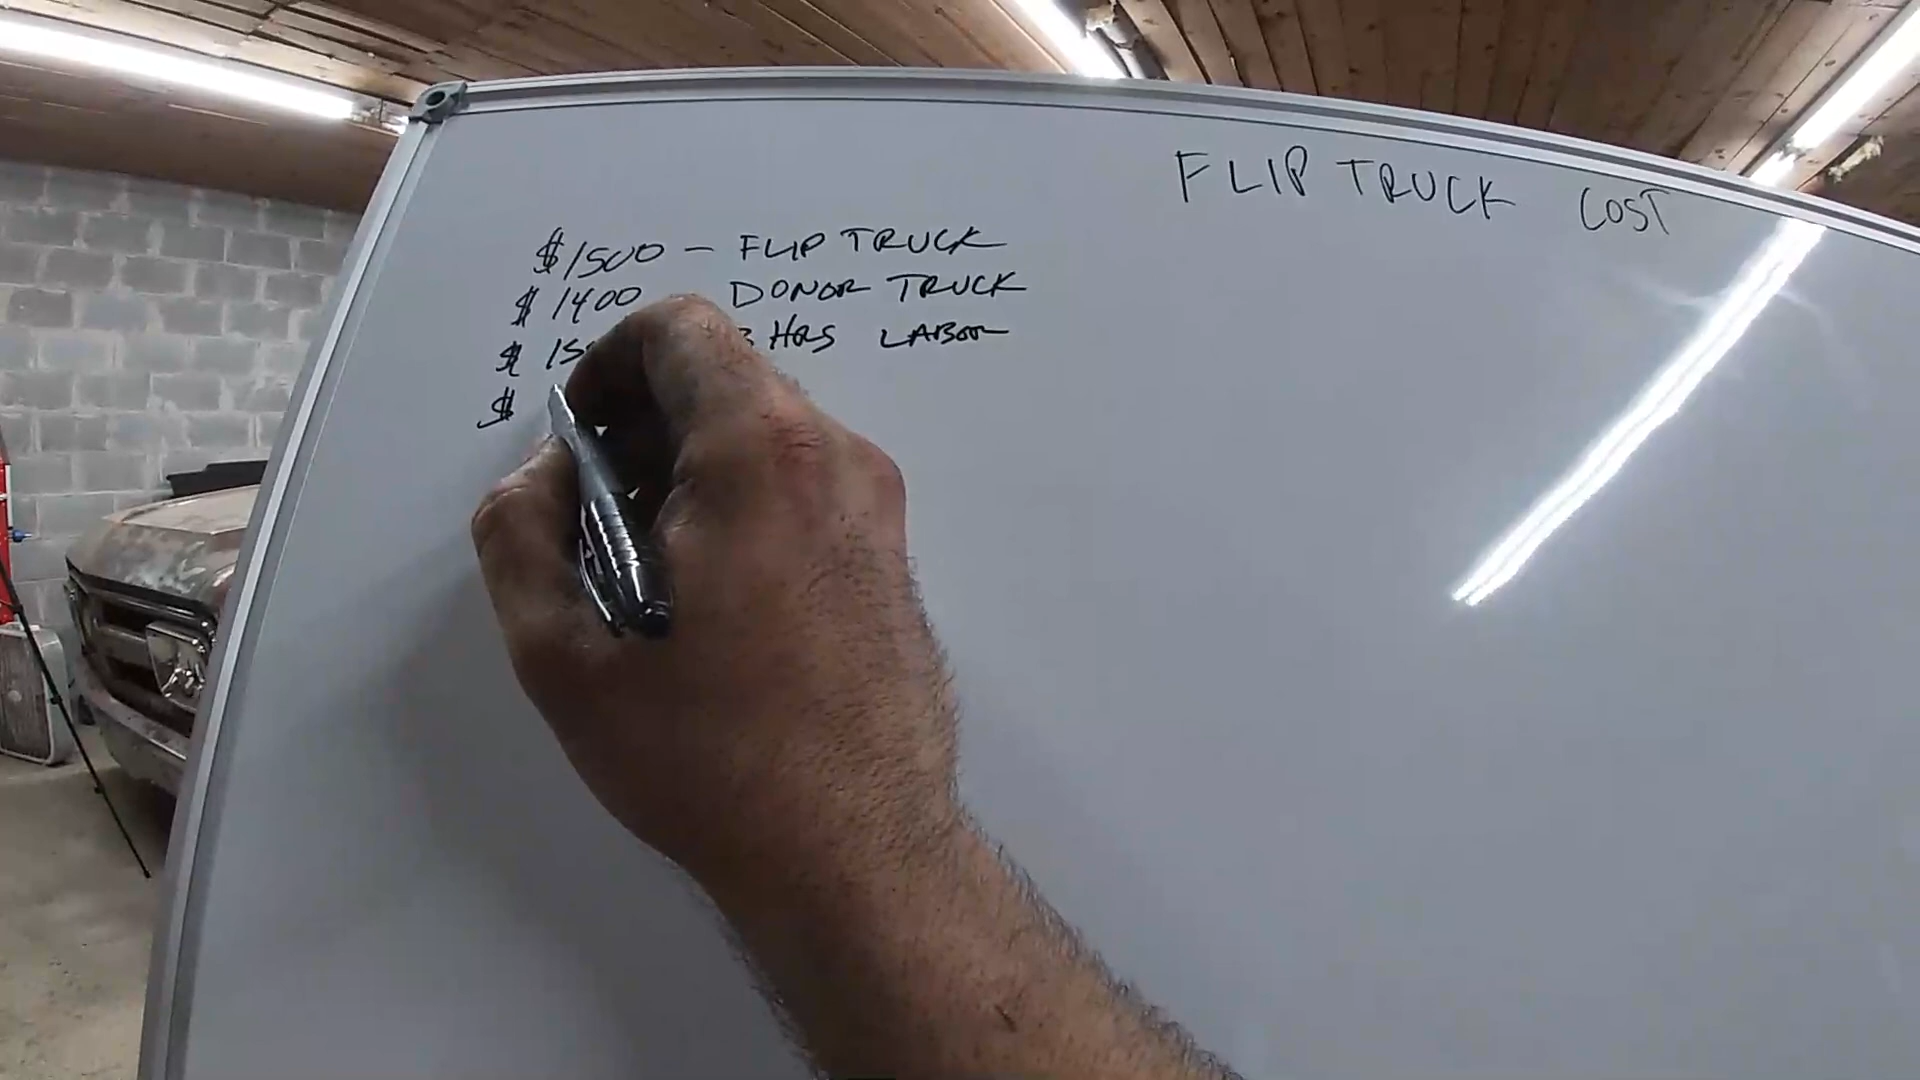 FLIP TRUCK COST
$1500 - FLIP TRUCK
$1400 DONOR TRUCK
$ HRS LABOR
$